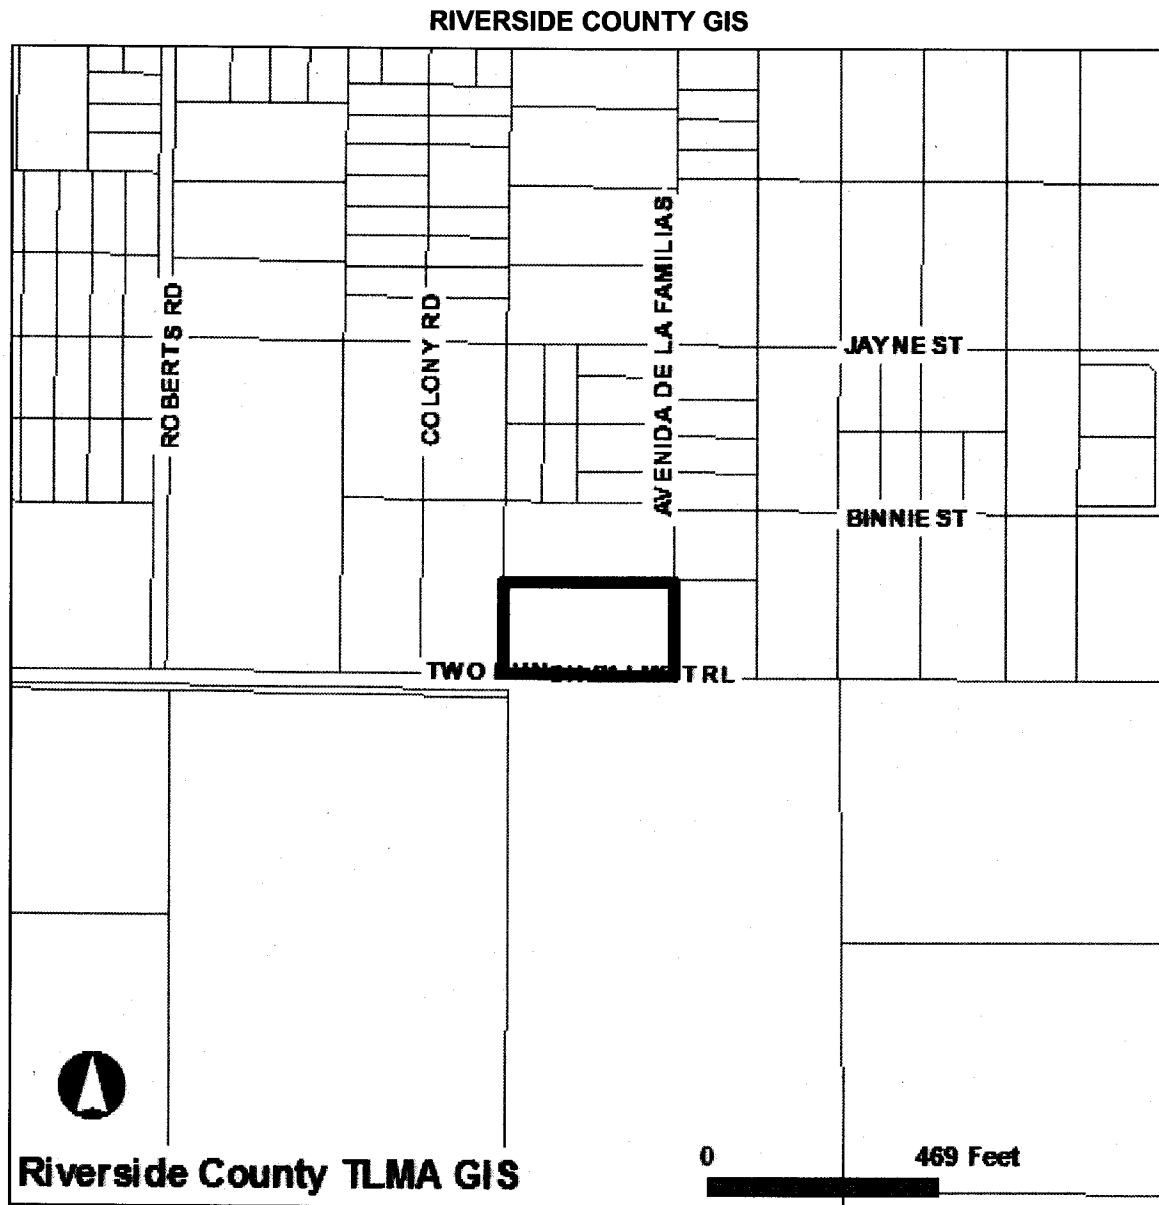 RIVERSIDE COUNTY GIS
AVENIDA DE LA FAMILIAS
ROBERTS RD
COLONY RD
JAYNE ST
BINNIE ST
TWO TRL
Riverside County TLMA GIS
0 469 Feet